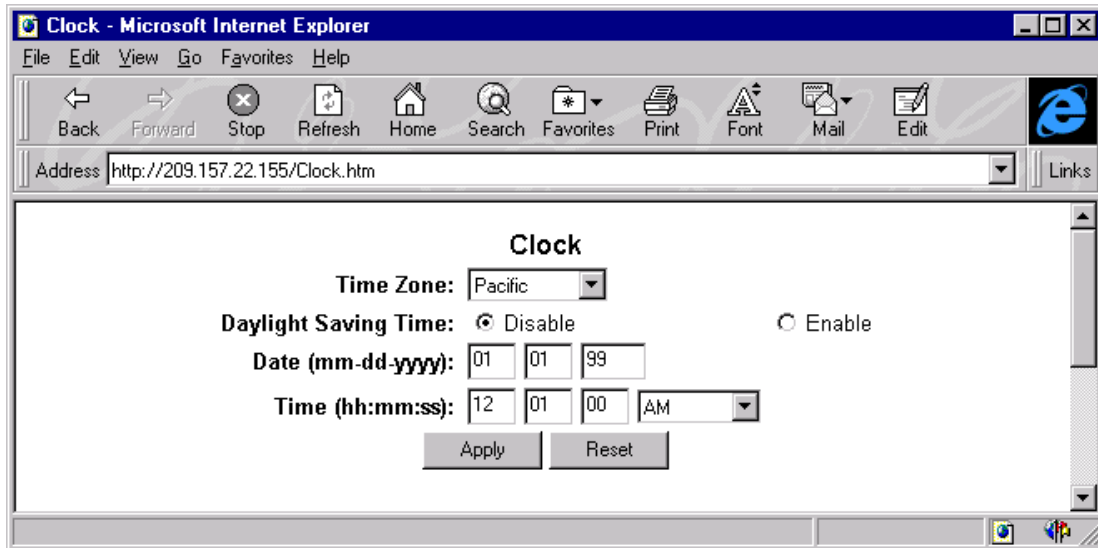 Clock - Microsoft Internet Explorer
File Edit View Go Favorites Help
Back Forward Stop Refresh Home Search Favorites Print Font Mail Edit
Address http://209.157.22.155/Clock.htm Links
Clock
Time Zone: Pacific
Daylight Saving Time: Disable Enable
Date (mm-dd-yyyy): 01 01 99
Time (hh:mm:ss): 12 01 00 AM
Apply Reset